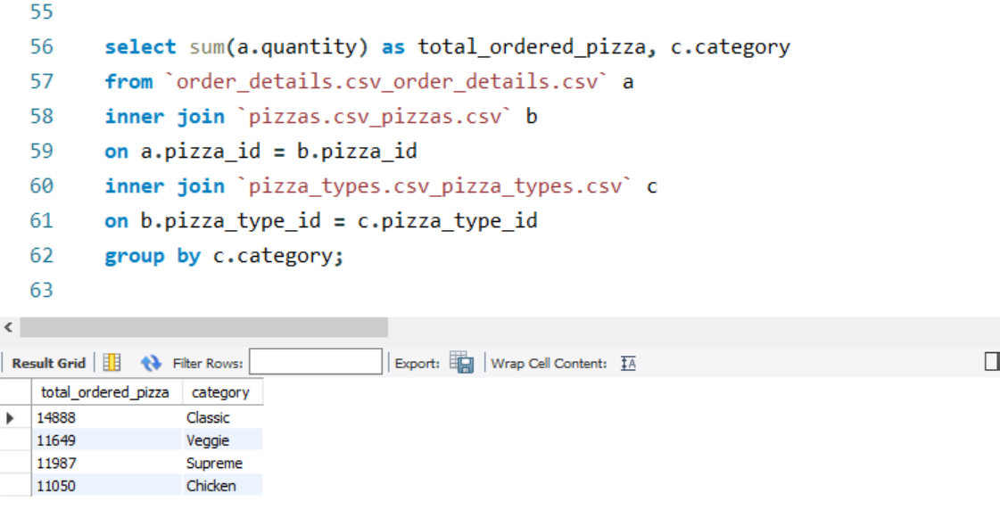 55
56 select sum(a.quantity) as total_ordered_pizza, c.category
57 from `order_details.csv_order_details.csv` a
58 inner join `pizzas.csv_pizzas.csv` b
59 on a.pizza_id = b.pizza_id
60 inner join `pizza_types.csv_pizza_types.csv` c
61 on b.pizza_type_id = c.pizza_type_id
62 group by c.category;
63
Result Grid Filter Rows: Export: Wrap Cell Content: IA
total_ordered_pizza category
14888 Classic
11649 Veggie
11987 Supreme
11050 Chicken